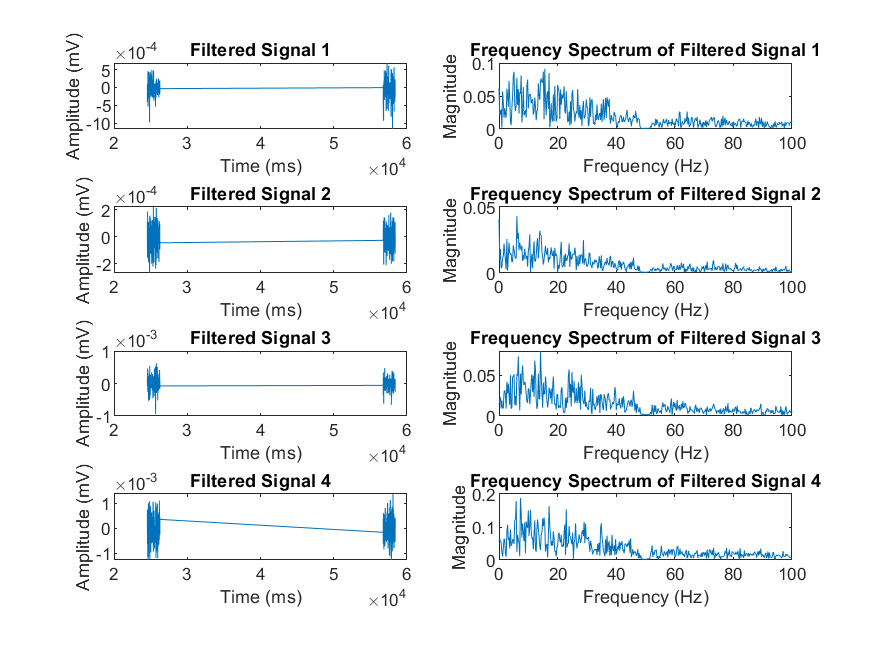 Filtered Signal 1
×10⁻⁴
Amplitude (mV)
5
0
-5
-10
2 3 4 5 6
Time (ms)
×10⁴
Frequency Spectrum of Filtered Signal 1
Magnitude
0.1
0.05
0
0 20 40 60 80 100
Frequency (Hz)
Filtered Signal 2
×10⁻⁴
Amplitude (mV)
2
0
-2
2 3 4 5 6
Time (ms)
×10⁴
Frequency Spectrum of Filtered Signal 2
Magnitude
0.05
0
0 20 40 60 80 100
Frequency (Hz)
Filtered Signal 3
×10⁻³
Amplitude (mV)
1
0
-1
2 3 4 5 6
Time (ms)
×10⁴
Frequency Spectrum of Filtered Signal 3
Magnitude
0.05
0
0 20 40 60 80 100
Frequency (Hz)
Filtered Signal 4
×10⁻³
Amplitude (mV)
1
0
-1
2 3 4 5 6
Time (ms)
×10⁴
Frequency Spectrum of Filtered Signal 4
Magnitude
0.2
0.1
0
0 20 40 60 80 100
Frequency (Hz)